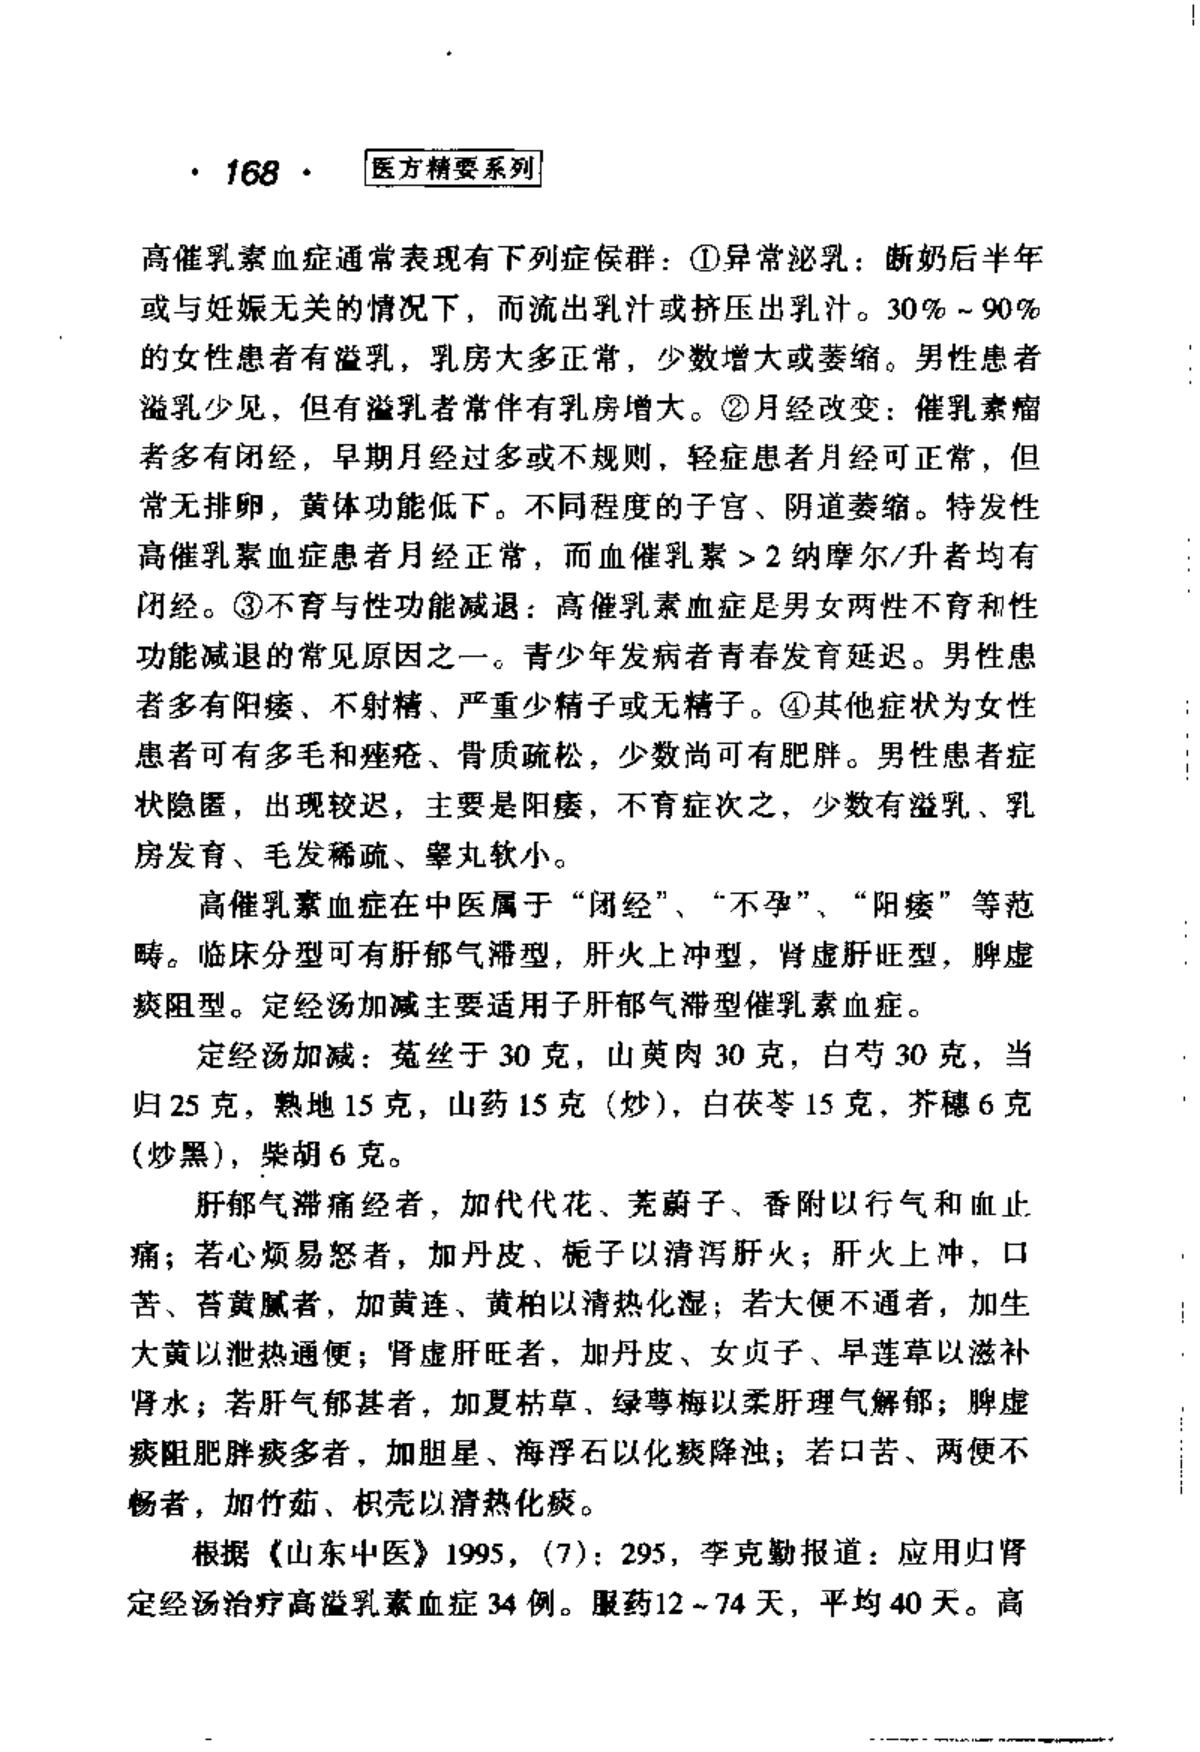 · 168 · 医方精要系列
高催乳素血症通常表现有下列症侯群：①异常泌乳：断奶后半年
或与妊娠无关的情况下，而流出乳汁或挤压出乳汁。30%～90%
的女性患者有溢乳，乳房大多正常，少数增大或萎缩。男性患者
溢乳少见，但有溢乳者常伴有乳房增大。②月经改变：催乳素瘤
者多有闭经，早期月经过多或不规则，轻症患者月经可正常，但
常无排卵，黄体功能低下。不同程度的子宫、阴道萎缩。特发性
高催乳素血症患者月经正常，而血催乳素＞2 纳摩尔/升者均有
闭经。③不育与性功能减退：高催乳素血症是男女两性不育和性
功能减退的常见原因之一。青少年发病者青春发育延迟。男性患
者多有阳痿、不射精、严重少精子或无精子。④其他症状为女性
患者可有多毛和痤疮、骨质疏松，少数尚可有肥胖。男性患者症
状隐匿，出现较迟，主要是阳痿，不育症次之，少数有溢乳、乳
房发育、毛发稀疏、睾丸软小。
高催乳素血症在中医属于“闭经”、“不孕”、“阳痿”等范
畴。临床分型可有肝郁气滞型，肝火上冲型，肾虚肝旺型，脾虚
痰阻型。定经汤加减主要适用子肝郁气滞型催乳素血症。
定经汤加减：菟丝于 30 克，山萸肉 30 克，白芍 30 克，当
归 25 克，熟地 15 克，山药 15 克（炒），白茯苓 15 克，芥穗 6 克
（炒黑），柴胡 6 克。
肝郁气滞痛经者，加代代花、茺蔚子、香附以行气和血止
痛；若心烦易怒者，加丹皮、栀子以清泻肝火；肝火上冲，口
苦、苔黄腻者，加黄连、黄柏以清热化湿；若大便不通者，加生
大黄以泄热通便；肾虚肝旺者，加丹皮、女贞子、旱莲草以滋补
肾水；若肝气郁甚者，加夏枯草、绿萼梅以柔肝理气解郁；脾虚
痰阻肥胖痰多者，加胆星、海浮石以化痰降浊；若口苦、两便不
畅者，加竹茹、枳壳以清热化痰。
根据《山东中医》1995，（7）：295，李克勤报道：应用归肾
定经汤治疗高溢乳素血症 34 例。服药12～74 天，平均 40 天。高